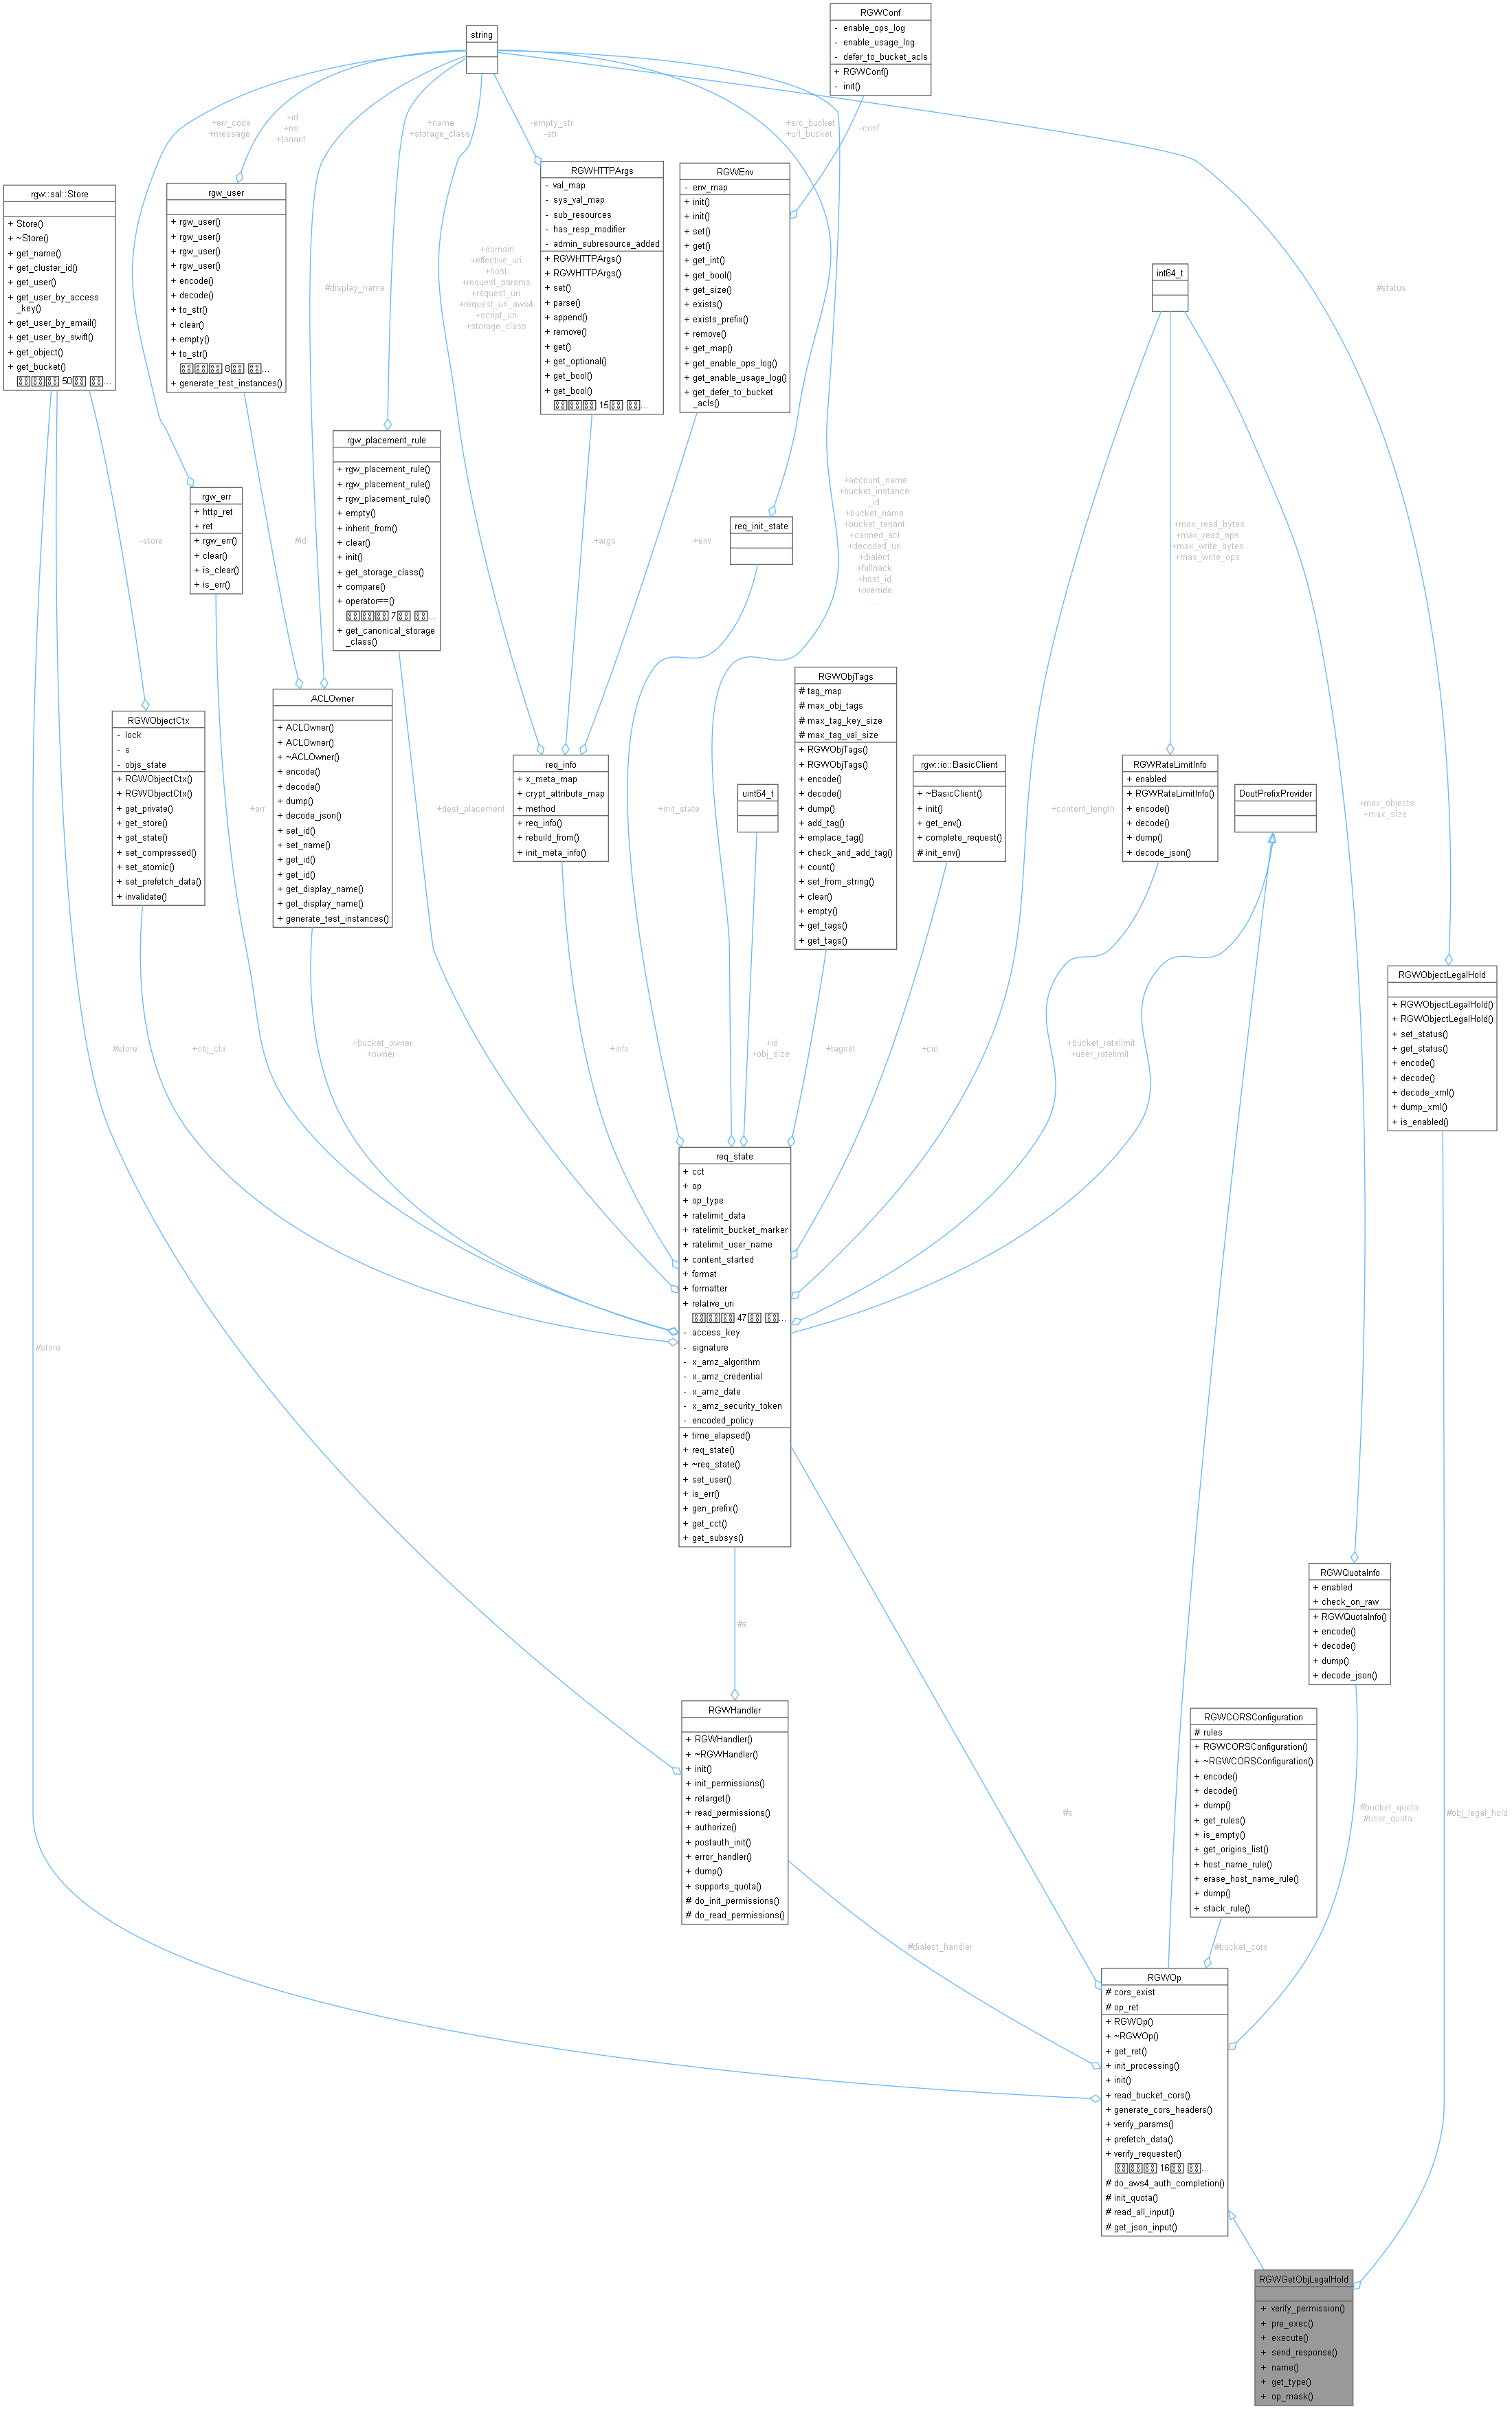 RGWConf
- enable_ops_log
- enable_usage_log
- defer_to_bucket_acls
+ RGWConf()
- init()
string
+err_code
+message
+id
+ns
+tenant
+name
+storage_class
-empty_str
-str
+src_bucket
+url_bucket
-conf
rgw::sal::Store
+ Store()
+ ~Store()
+ get_name()
+ get_cluster_id()
+ get_user()
+ get_user_by_access
_key()
+ get_user_by_email()
+ get_user_by_swift()
+ get_object()
+ get_bucket()
50
...
rgw_user
+ rgw_user()
+ rgw_user()
+ rgw_user()
+ rgw_user()
+ encode()
+ decode()
+ to_str()
+ clear()
+ empty()
+ to_str()
8
...
+ generate_test_instances()
RGWHTTPArgs
- val_map
- sys_val_map
- sub_resources
- has_resp_modifier
- admin_subresource_added
+ RGWHTTPArgs()
+ RGWHTTPArgs()
+ set()
+ parse()
+ append()
+ remove()
+ get()
+ get_optional()
+ get_bool()
+ get_bool()
15
...
RGWEnv
- env_map
+ init()
+ init()
+ set()
+ get()
+ get_int()
+ get_bool()
+ get_size()
+ exists()
+ exists_prefix()
+ remove()
+ get_map()
+ get_enable_ops_log()
+ get_enable_usage_log()
+ get_defer_to_bucket
_acls()
int64_t
#status
#display_name
+domain
+effective_uri
+host
+request_params
+request_uri
+request_uri_aws4
+script_uri
+storage_class
rgw_placement_rule
+ rgw_placement_rule()
+ rgw_placement_rule()
+ rgw_placement_rule()
+ empty()
+ inherit_from()
+ clear()
+ init()
+ get_storage_class()
+ compare()
+ operator==()
7
...
+ get_canonical_storage
_class()
rgw_err
+ http_ret
+ ret
+ rgw_err()
+ clear()
+ is_clear()
+ is_err()
-store
#id
+args
+env
req_init_state
+account_name
+bucket_instance
_id
+bucket_name
+bucket_tenant
+canned_acl
+decoded_uri
+dialect
+fallback
+host_id
+override
...
+max_read_bytes
+max_read_ops
+max_write_bytes
+max_write_ops
RGWObjectCtx
- lock
- s
- objs_state
+ RGWObjectCtx()
+ RGWObjectCtx()
+ get_private()
+ get_store()
+ get_state()
+ set_compressed()
+ set_atomic()
+ set_prefetch_data()
+ invalidate()
+err
ACLOwner
+ ACLOwner()
+ ACLOwner()
+ ~ACLOwner()
+ encode()
+ decode()
+ dump()
+ decode_json()
+ set_id()
+ set_name()
+ get_id()
+ get_id()
+ get_display_name()
+ get_display_name()
+ generate_test_instances()
+dest_placement
req_info
+ x_meta_map
+ crypt_attribute_map
+ method
+ req_info()
+ rebuild_from()
+ init_meta_info()
+init_state
uint64_t
RGWObjTags
# tag_map
# max_obj_tags
# max_tag_key_size
# max_tag_val_size
+ RGWObjTags()
+ RGWObjTags()
+ encode()
+ decode()
+ dump()
+ add_tag()
+ emplace_tag()
+ check_and_add_tag()
+ count()
+ set_from_string()
+ clear()
+ empty()
+ get_tags()
+ get_tags()
rgw::io::BasicClient
+ ~BasicClient()
+ init()
+ get_env()
+ complete_request()
# init_env()
+content_length
RGWRateLimitInfo
+ enabled
+ RGWRateLimitInfo()
+ encode()
+ decode()
+ dump()
+ decode_json()
DoutPrefixProvider
+max_objects
+max_size
RGWObjectLegalHold
+ RGWObjectLegalHold()
+ RGWObjectLegalHold()
+ set_status()
+ get_status()
+ encode()
+ decode()
+ decode_xml()
+ dump_xml()
+ is_enabled()
#store
+obj_ctx
+bucket_owner
+owner
+info
+id
+obj_size
+tagset
+cio
+bucket_ratelimit
+user_ratelimit
req_state
+ cct
+ op
+ op_type
+ ratelimit_data
+ ratelimit_bucket_marker
+ ratelimit_user_name
+ content_started
+ format
+ formatter
+ relative_uri
47
...
- access_key
- signature
- x_amz_algorithm
- x_amz_credential
- x_amz_date
- x_amz_security_token
- encoded_policy
+ time_elapsed()
+ req_state()
+ ~req_state()
+ set_user()
+ is_err()
+ gen_prefix()
+ get_cct()
+ get_subsys()
#store
#s
RGWHandler
+ RGWHandler()
+ ~RGWHandler()
+ init()
+ init_permissions()
+ retarget()
+ read_permissions()
+ authorize()
+ postauth_init()
+ error_handler()
+ dump()
+ supports_quota()
# do_init_permissions()
# do_read_permissions()
#s
RGWQuotaInfo
+ enabled
+ check_on_raw
+ RGWQuotaInfo()
+ encode()
+ decode()
+ dump()
+ decode_json()
RGWCORSConfiguration
# rules
+ RGWCORSConfiguration()
+ ~RGWCORSConfiguration()
+ encode()
+ decode()
+ dump()
+ get_rules()
+ is_empty()
+ get_origins_list()
+ host_name_rule()
+ erase_host_name_rule()
+ dump()
+ stack_rule()
#bucket_quota
#user_quota
#obj_legal_hold
#dialect_handler
#bucket_cors
RGWOp
# cors_exist
# op_ret
+ RGWOp()
+ ~RGWOp()
+ get_ret()
+ init_processing()
+ init()
+ read_bucket_cors()
+ generate_cors_headers()
+ verify_params()
+ prefetch_data()
+ verify_requester()
16
...
# do_aws4_auth_completion()
# init_quota()
# read_all_input()
# get_json_input()
RGWGetObjLegalHold
+ verify_permission()
+ pre_exec()
+ execute()
+ send_response()
+ name()
+ get_type()
+ op_mask()